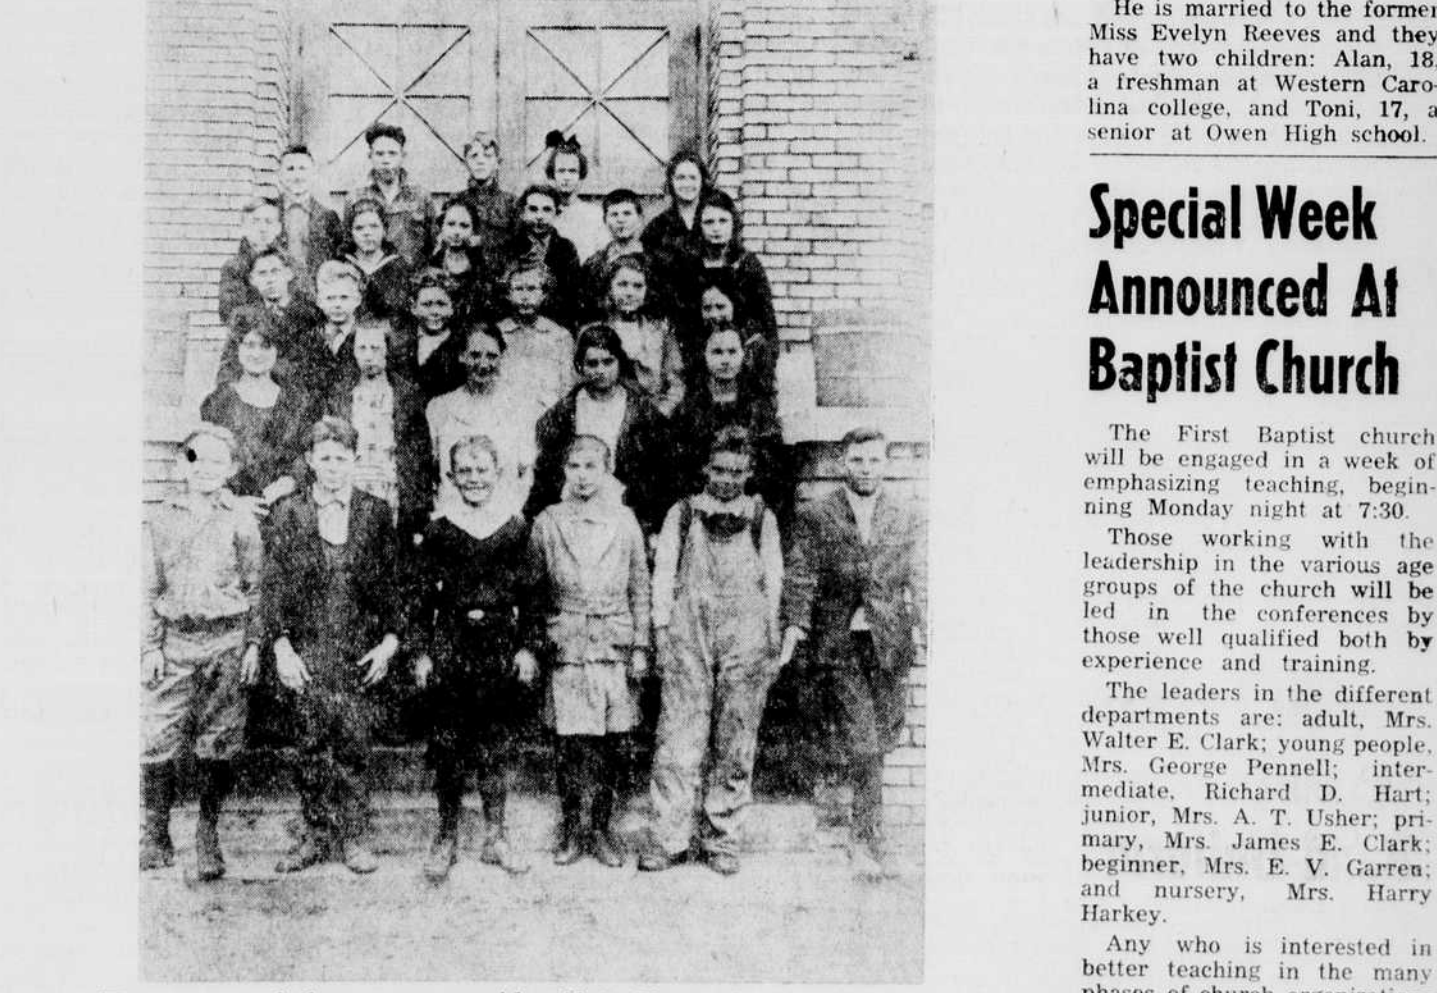 He is married to the former
Miss Evelyn Reeves and they
have two children: Alan, 18,
a freshman at Western Caro-
lina college, and Toni, 17, a
senior at Owen High school.
Special Week
Announced At
Baptist Church
The First Baptist church
will be engaged in a week of
emphasizing teaching, begin-
ning Monday night at 7:30.
Those working with the
leadership in the various age
groups of the church will be
led in the conferences by
those well qualified both by
experience and training.
The leaders in the different
departments are: adult, Mrs.
Walter E. Clark; young people,
Mrs. George Pennell; inter-
mediate, Richard D. Hart;
junior, Mrs. A. T. Usher; pri-
mary, Mrs. James E. Clark;
beginner, Mrs. E. V. Garren;
and nursery, Mrs. Harry
Harkey.
Any who is interested in
better teaching in the many
phases of church